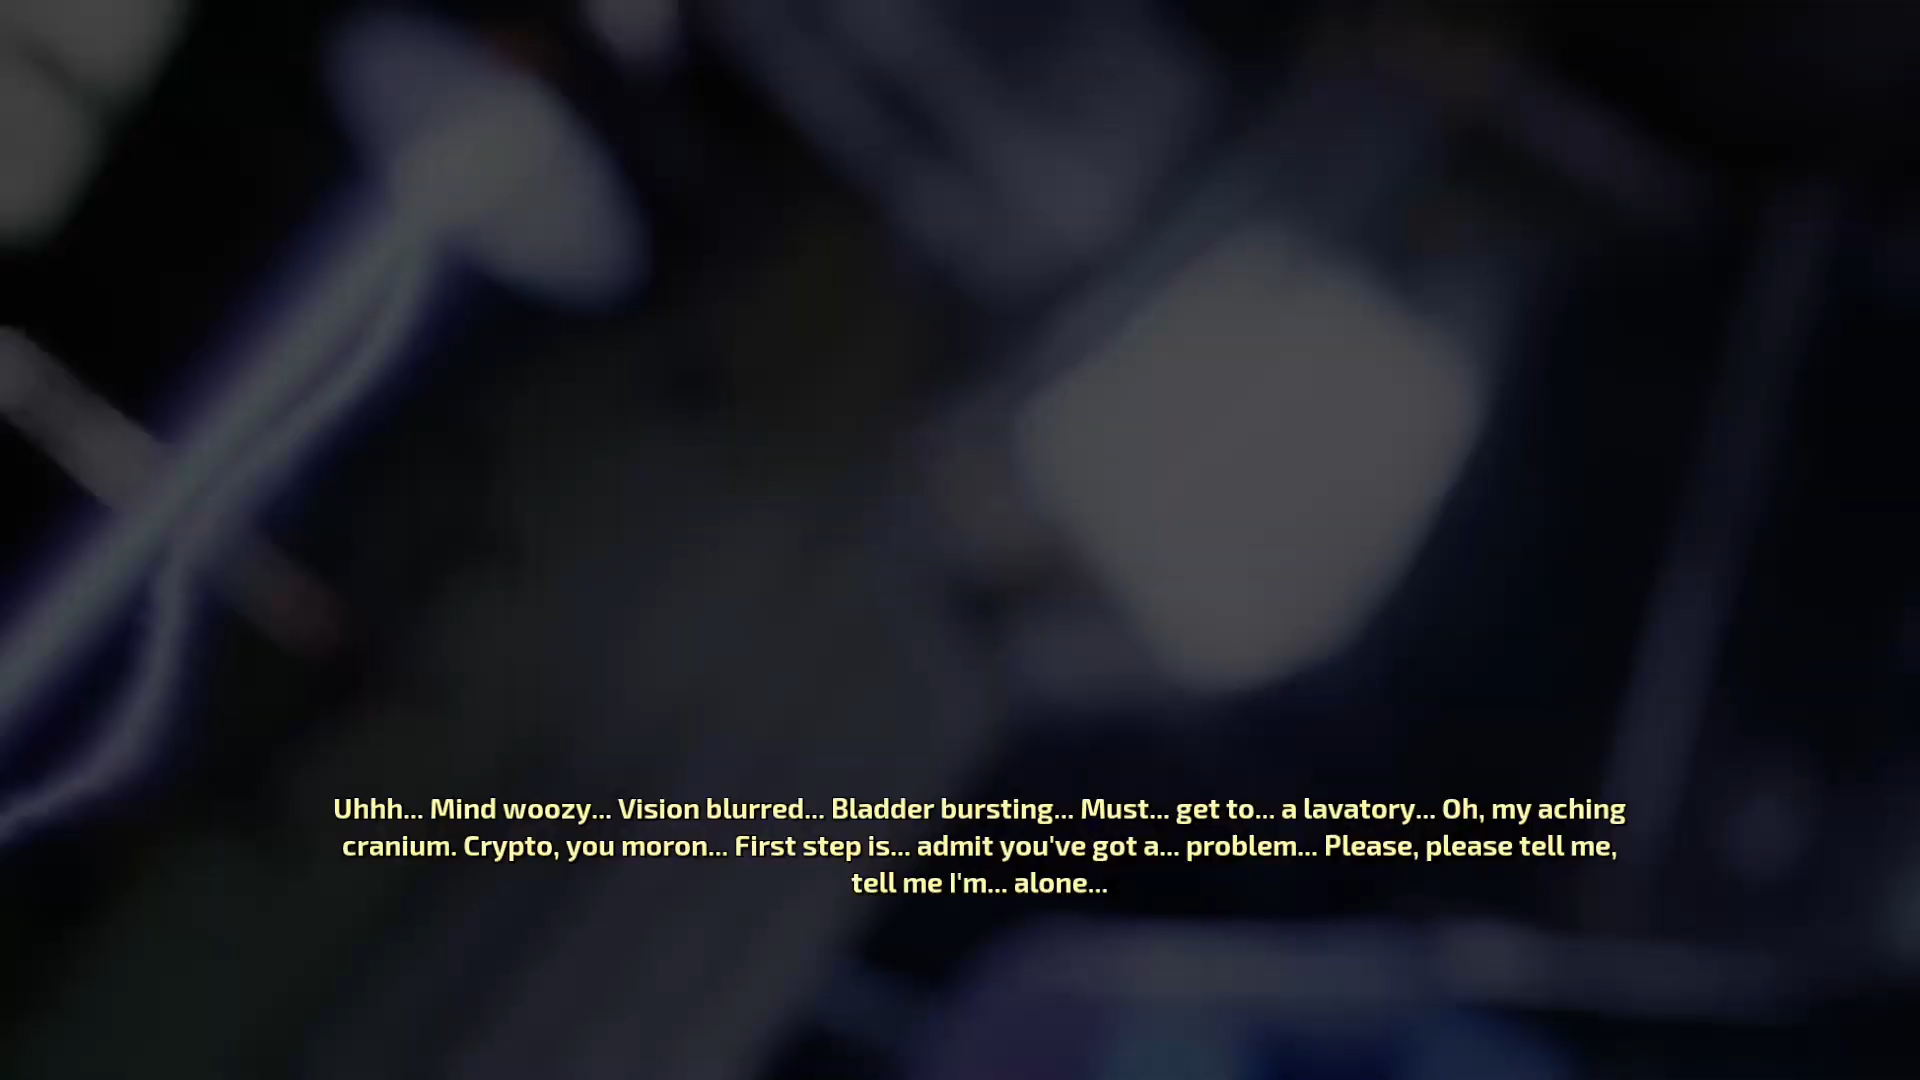 Uhhh... Mind woozy... Vision blurred... Bladder bursting... Must... get to... a lavatory... Oh, my aching
cranium. Crypto, you moron... First step is... admit you've got a... problem... Please, please tell me,
tell me I'm... alone...